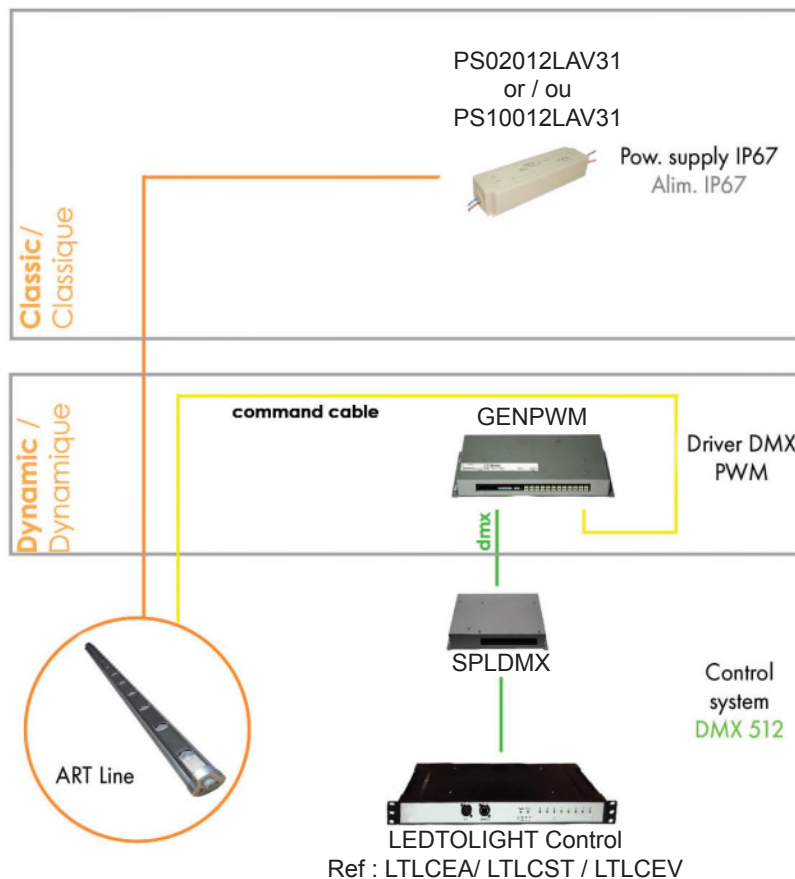 PS02012LAV31
or / ou
PS10012LAV31
Pow. supply IP67
Alim. IP67
Classic /
Classique
Dynamic /
Dynamique
command cable
GENPWM
Driver DMX
PWM
dmx
SPLDMX
Control
system
DMX 512
ART Line
LEDTOLIGHT Control
Ref : LTLCEA/ LTLCST / LTLCEV